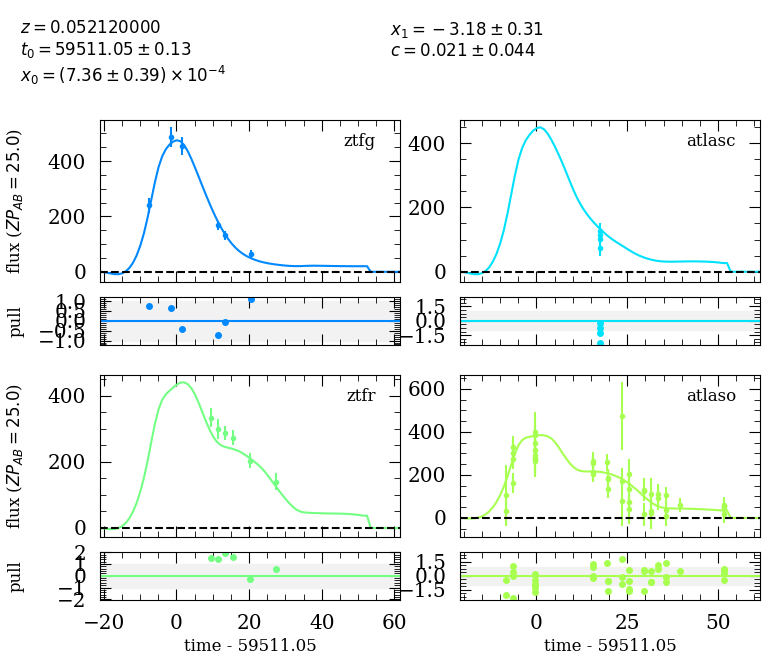 z = 0.052120000
t0 = 59511.05 ± 0.13
x0 = (7.36 ± 0.39) × 10^−4
x1 = −3.18 ± 0.31
c = 0.021 ± 0.044
flux (ZP_AB = 25.0)
400
200
0
ztfg
400
200
0
atlasc
pull
1.0
0.5
0.0
−0.5
−1.0
1.5
0.0
−1.5
flux (ZP_AB = 25.0)
400
200
0
ztfr
600
400
200
0
atlaso
pull
2
1
0
−1
−2
1.5
0.0
−1.5
−20 0 20 40 60
0 25 50
time - 59511.05
time - 59511.05